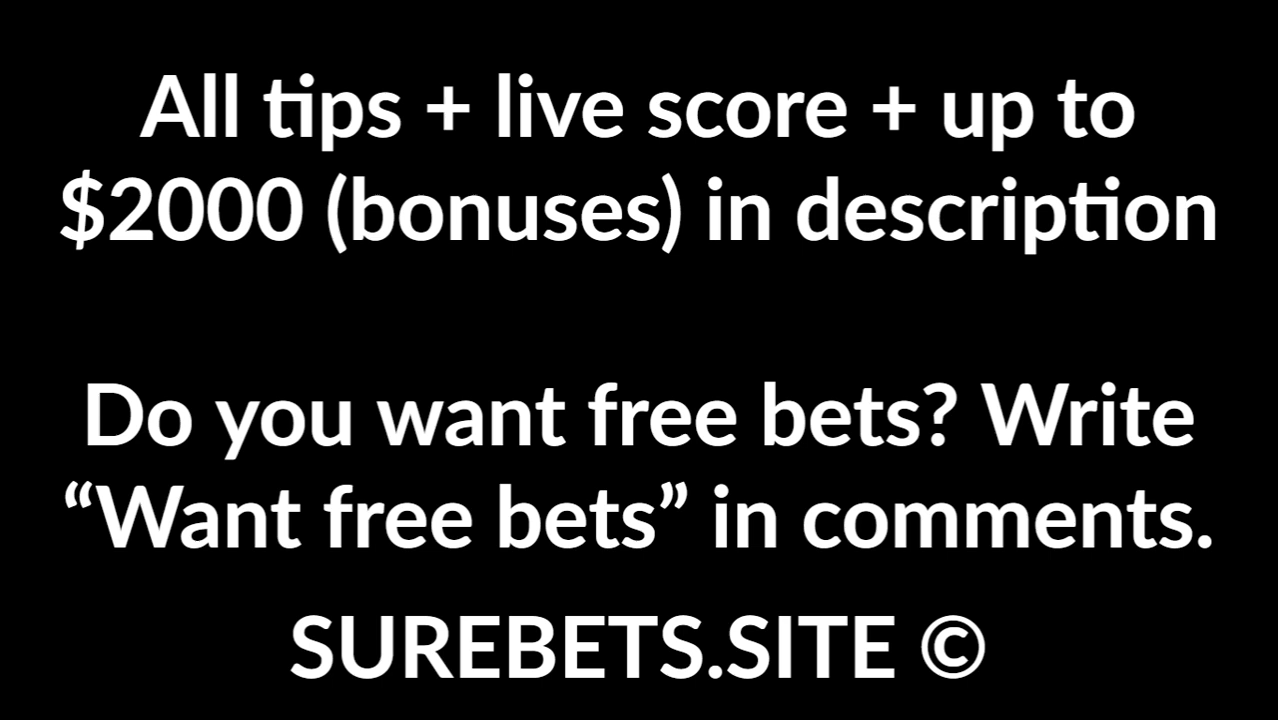 All tips + live score + up to
$2000 (bonuses) in description
Do you want free bets? Write
“Want free bets” in comments.
SUREBETS.SITE ©